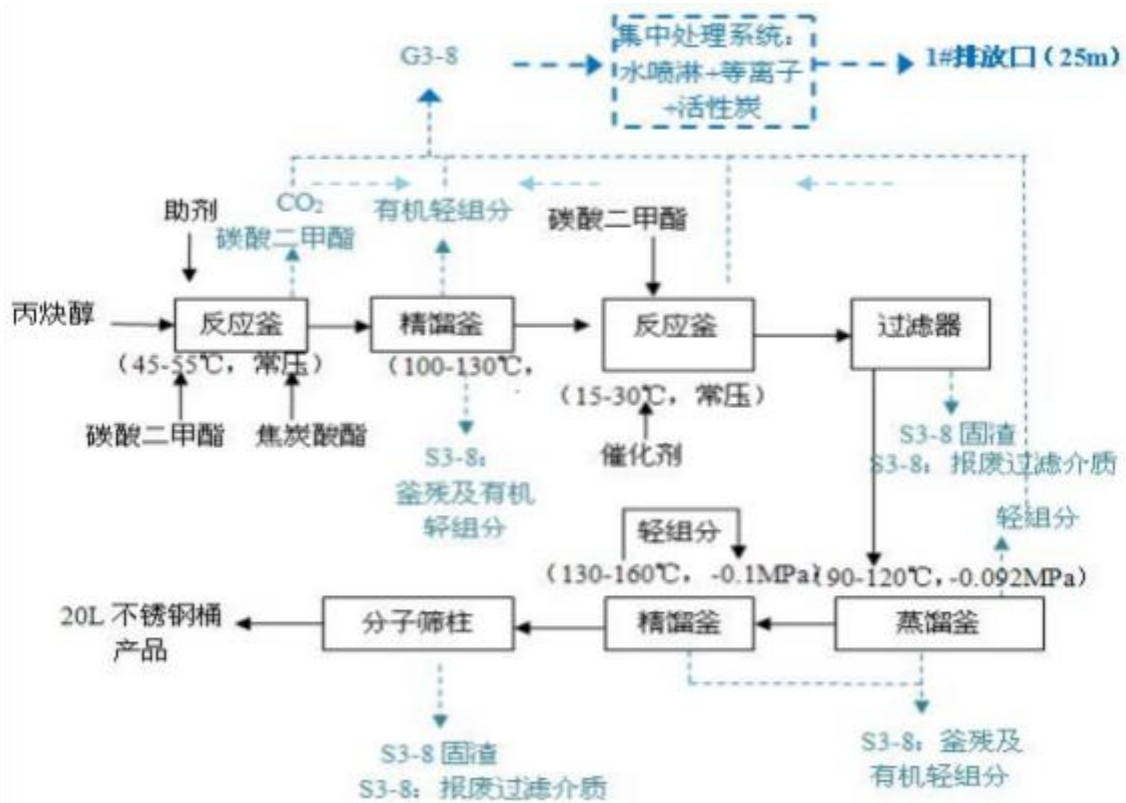 G3-8
集中处理系统：
水喷淋+等离子
+活性炭
1#排放口（25m）
助剂
CO₂
碳酸二甲酯
有机轻组分
碳酸二甲酯
丙炔醇
反应釜
精馏釜
反应釜
过滤器
（45-55℃，常压）
（100-130℃，
（15-30℃，常压）
碳酸二甲酯
焦炭酸酯
催化剂
S3-8：
釜残及有机
轻组分
S3-8 固渣
S3-8：报废过滤介质
轻组分
轻组分
（130-160℃，-0.1MPa）
（90-120℃,-0.092MPa）
20L 不锈钢桶
产品
分子筛柱
精馏釜
蒸馏釜
S3-8 固渣
S3-8：报废过滤介质
S3-8：釜残及
有机轻组分